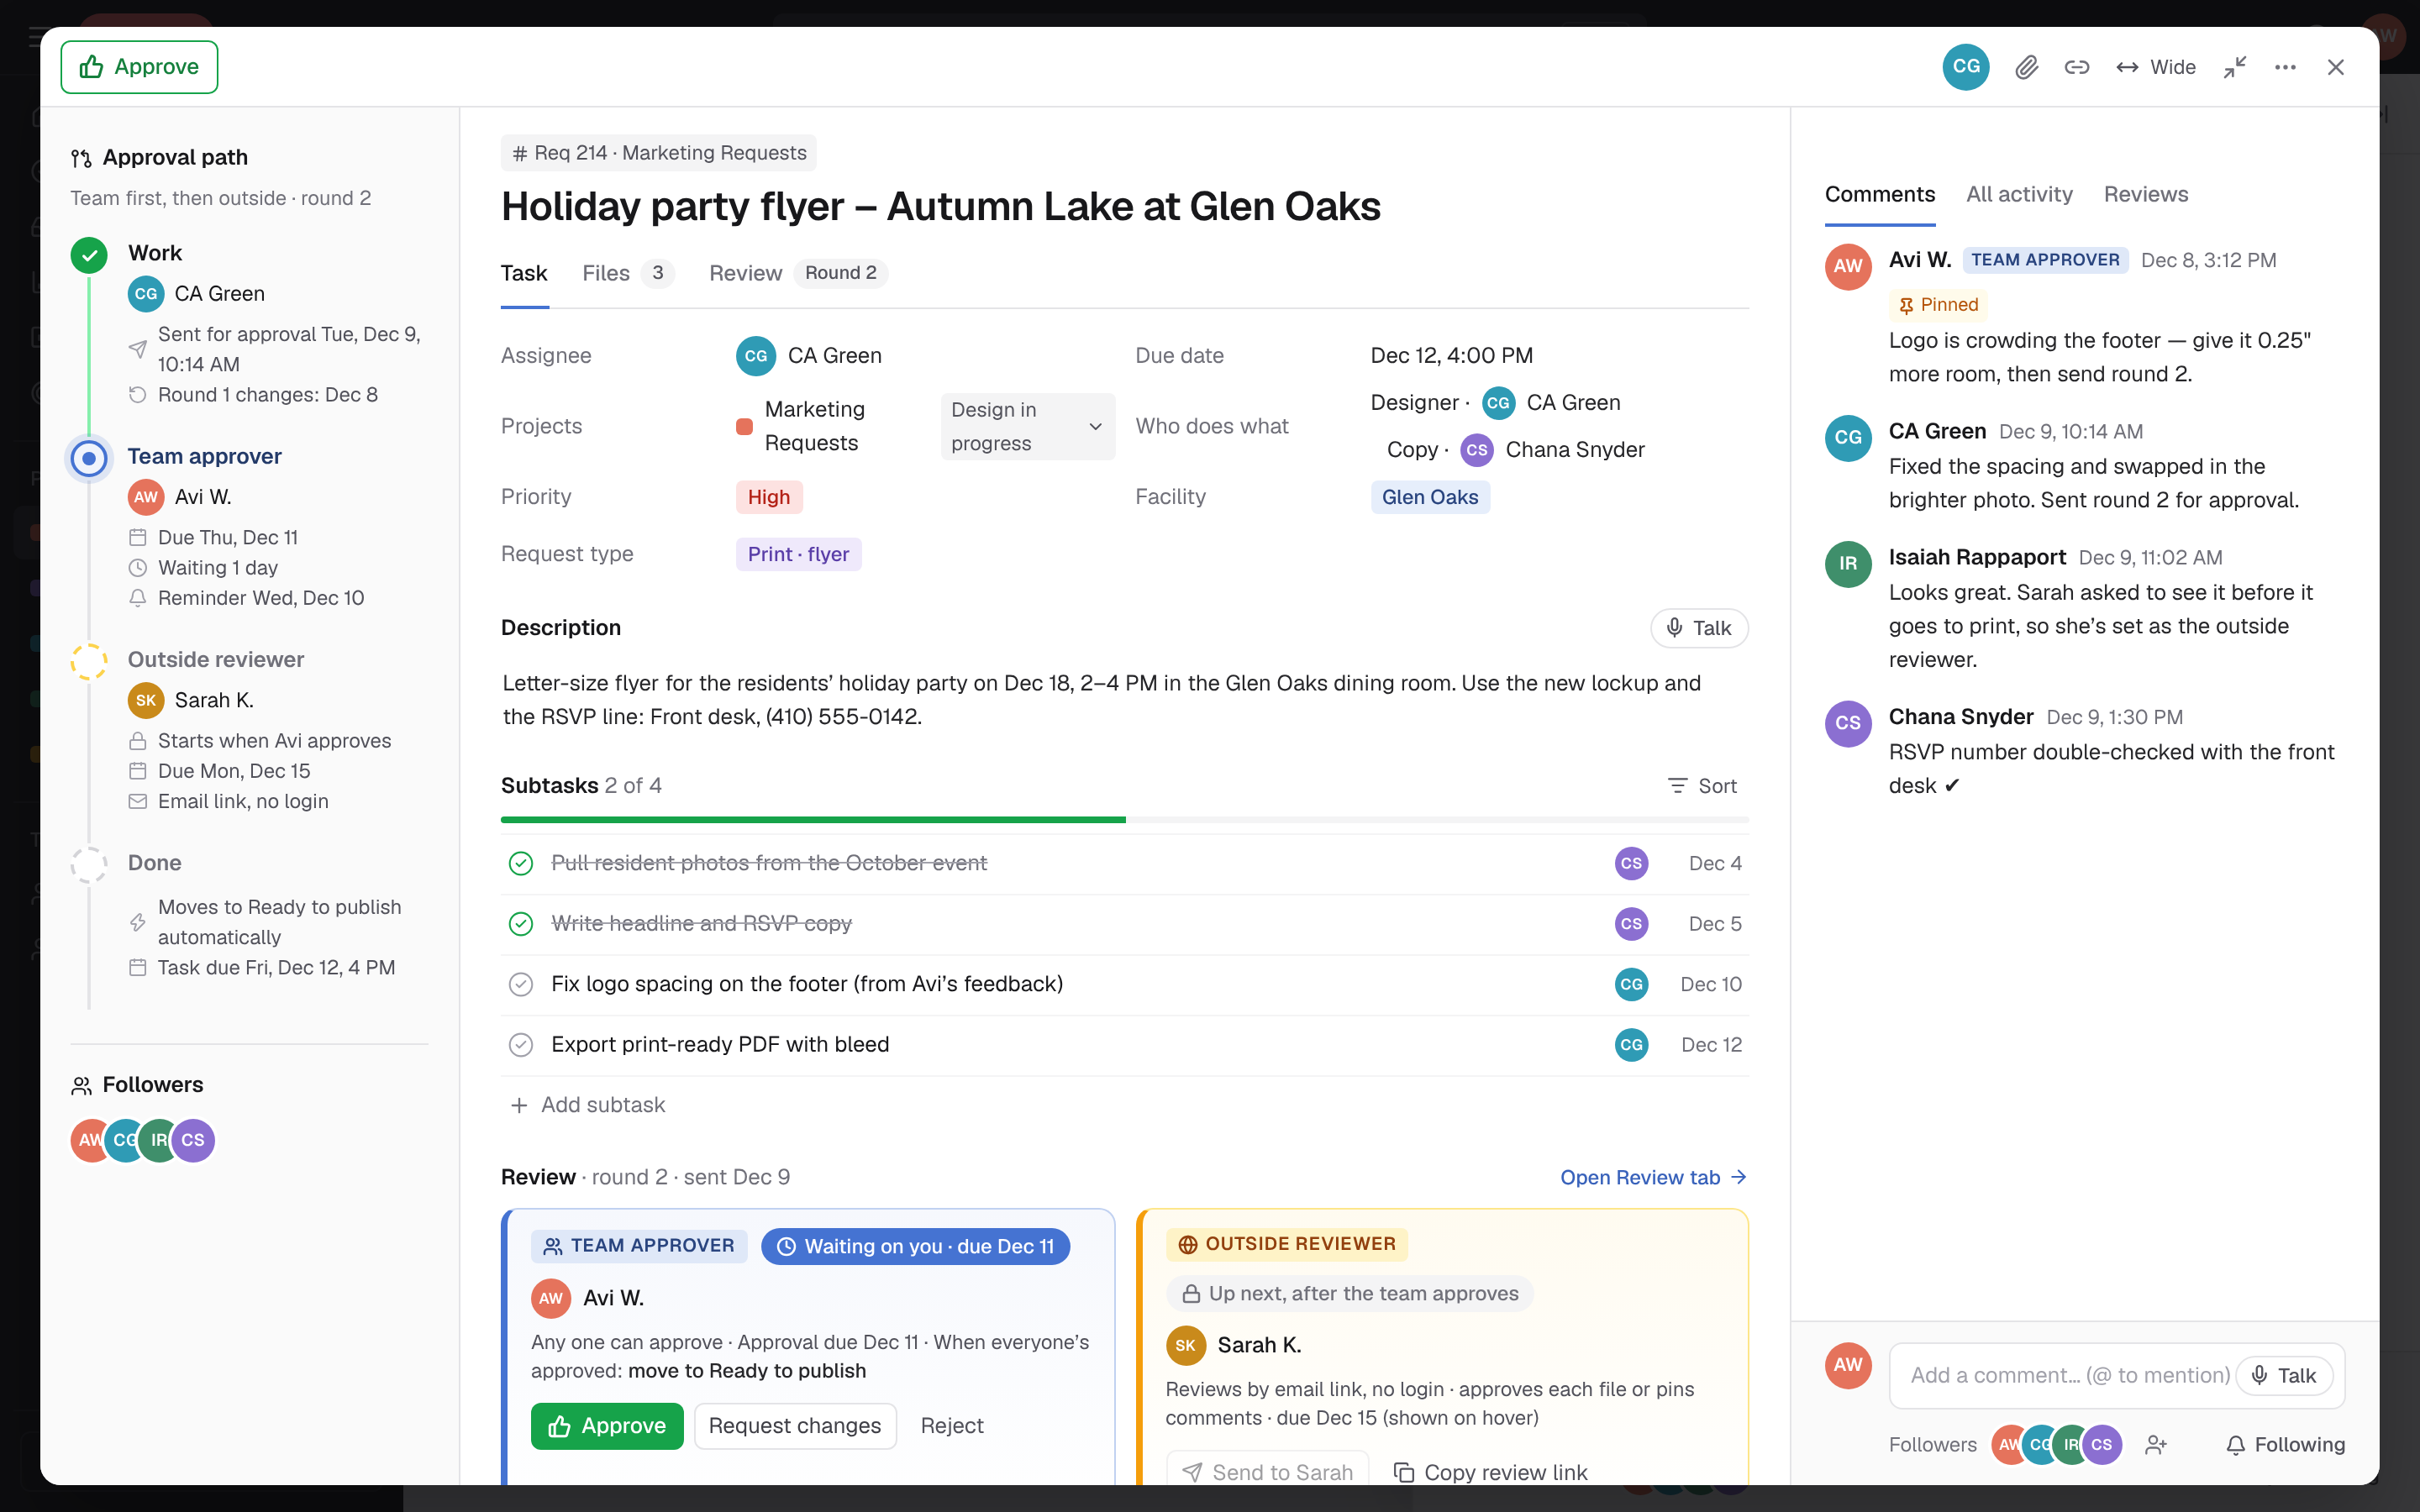 Approve
CG
Wide
Approval path
Team first, then outside · round 2
Work
CG CA Green
Sent for approval Tue, Dec 9,
10:14 AM
Round 1 changes: Dec 8
Team approver
AW Avi W.
Due Thu, Dec 11
Waiting 1 day
Reminder Wed, Dec 10
Outside reviewer
SK Sarah K.
Starts when Avi approves
Due Mon, Dec 15
Email link, no login
Done
Moves to Ready to publish
automatically
Task due Fri, Dec 12, 4 PM
Followers
AW CG IR CS
# Req 214 · Marketing Requests
Holiday party flyer – Autumn Lake at Glen Oaks
Task Files 3 Review Round 2
Assignee CG CA Green
Due date Dec 12, 4:00 PM
Projects
Marketing
Requests
Design in
progress
Who does what
Designer · CG CA Green
Copy · CS Chana Snyder
Priority High
Facility Glen Oaks
Request type Print · flyer
Description
Talk
Letter-size flyer for the residents’ holiday party on Dec 18, 2–4 PM in the Glen Oaks dining room. Use the new lockup and
the RSVP line: Front desk, (410) 555-0142.
Subtasks 2 of 4
Sort
Pull resident photos from the October event CS Dec 4
Write headline and RSVP copy CS Dec 5
Fix logo spacing on the footer (from Avi’s feedback) CG Dec 10
Export print-ready PDF with bleed CG Dec 12
+ Add subtask
Review · round 2 · sent Dec 9
Open Review tab →
TEAM APPROVER Waiting on you · due Dec 11
AW Avi W.
Any one can approve · Approval due Dec 11 · When everyone’s
approved: move to Ready to publish
Approve Request changes Reject
OUTSIDE REVIEWER
Up next, after the team approves
SK Sarah K.
Reviews by email link, no login · approves each file or pins
comments · due Dec 15 (shown on hover)
Send to Sarah Copy review link
Comments All activity Reviews
AW Avi W. TEAM APPROVER Dec 8, 3:12 PM
Pinned
Logo is crowding the footer — give it 0.25"
more room, then send round 2.
CG CA Green Dec 9, 10:14 AM
Fixed the spacing and swapped in the
brighter photo. Sent round 2 for approval.
IR Isaiah Rappaport Dec 9, 11:02 AM
Looks great. Sarah asked to see it before it
goes to print, so she’s set as the outside
reviewer.
CS Chana Snyder Dec 9, 1:30 PM
RSVP number double-checked with the front
desk ✔
AW Add a comment… (@ to mention) Talk
Followers AW CG IR CS Following